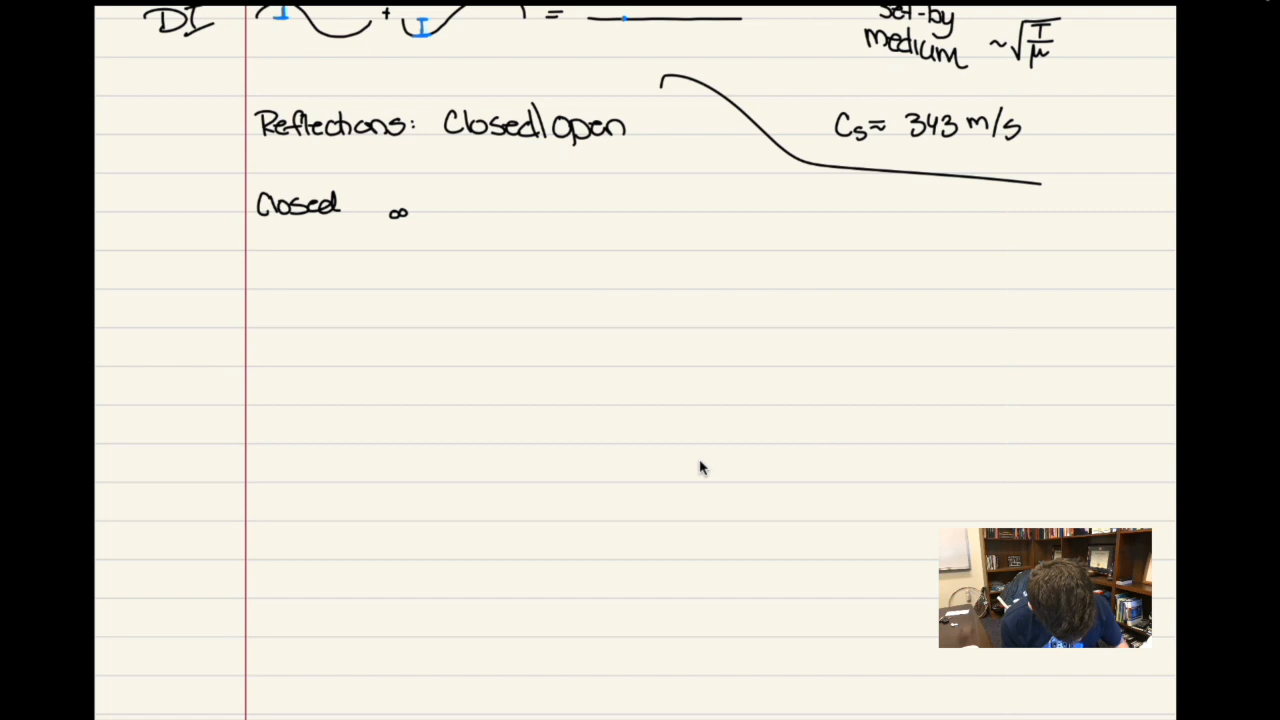 DI + =
set-by
medium ~√T/μ
Reflections: Closed\open
Cs≈ 343 m/s
Closed ∞